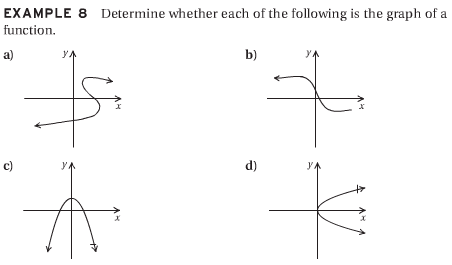 EXAMPLE 8 Determine whether each of the following is the graph of a
function.
a) y x
b) y x
c) y x
d) y x